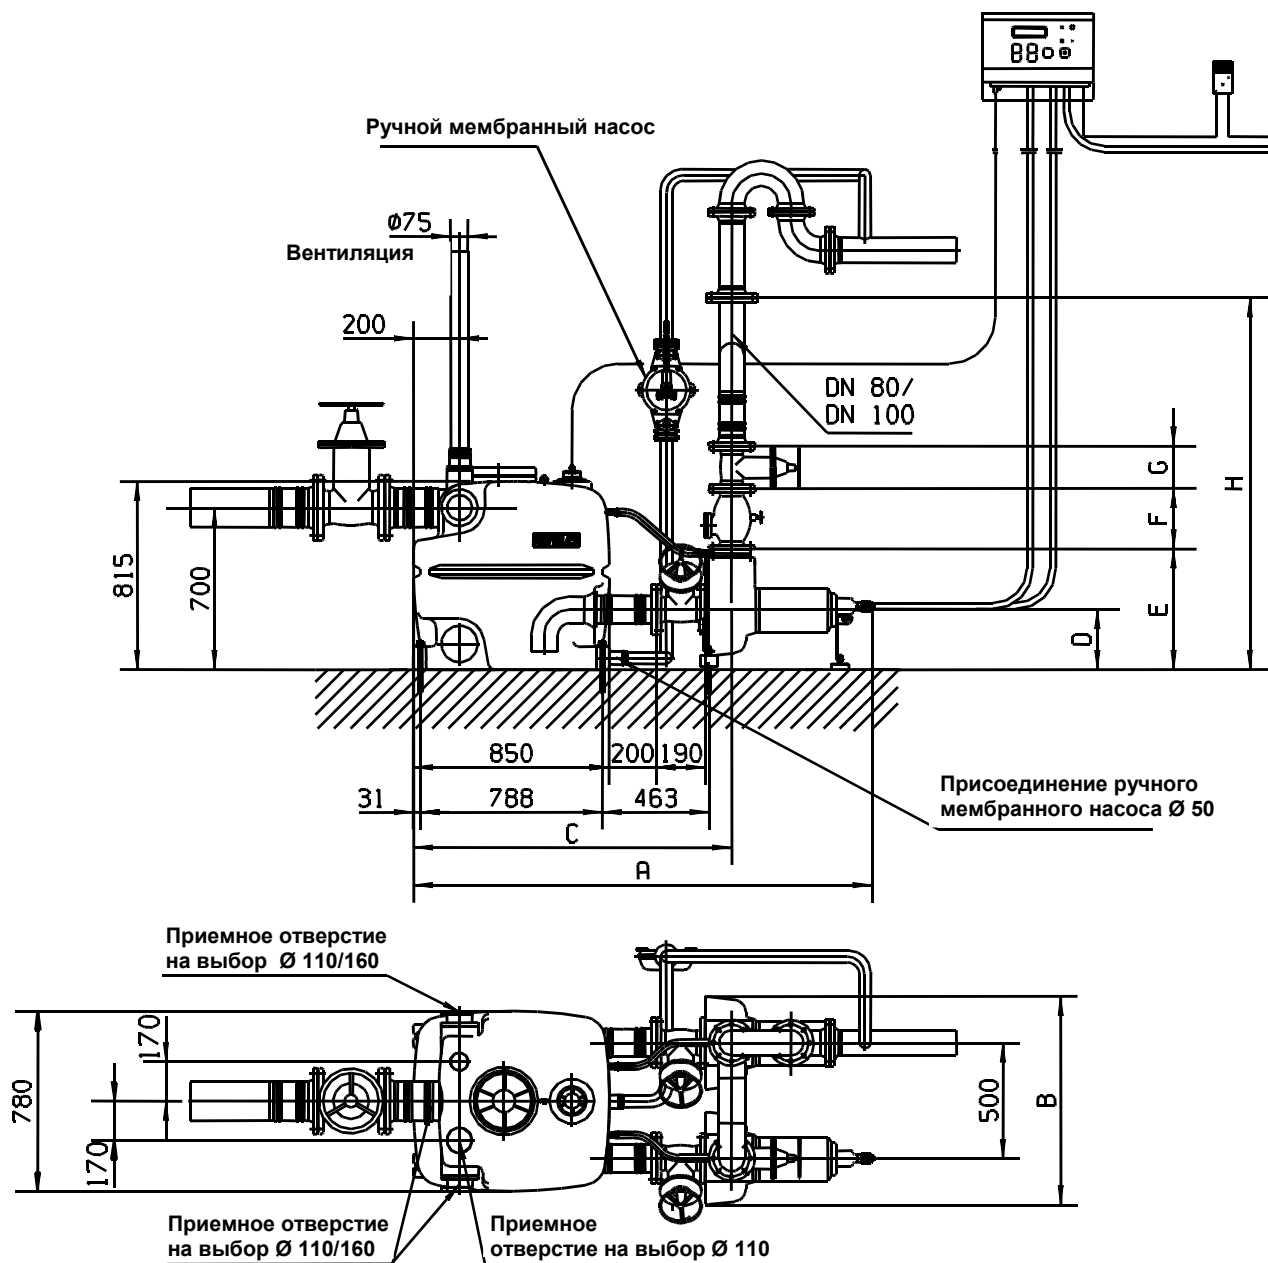 Ручной мембранный насос
Ø75
Вентиляция
200
DN 80/
DN 100
G
H
F
815
700
E
D
850
200
190
31
788
463
Присоединение ручного
мембранного насоса Ø 50
C
A
Приемное отверстие
на выбор Ø 110/160
170
780
500
B
170
Приемное отверстие
на выбор Ø 110/160
Приемное
отверстие на выбор Ø 110